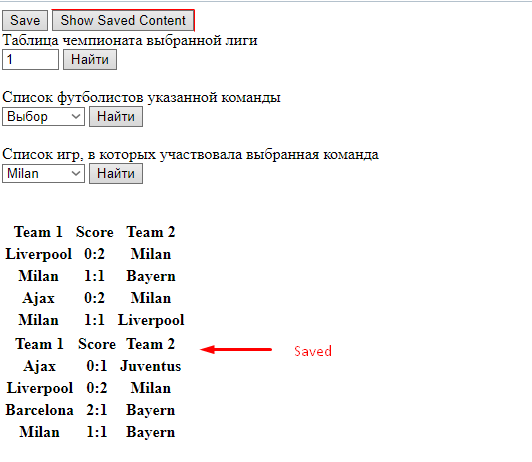 Save Show Saved Content
Таблица чемпионата выбранной лиги
1 Найти
Список футболистов указанной команды
Выбор Найти
Список игр, в которых участвовала выбранная команда
Milan Найти
Team 1 Score Team 2
Liverpool 0:2 Milan
Milan 1:1 Bayern
Ajax 0:2 Milan
Milan 1:1 Liverpool
Team 1 Score Team 2
Saved
Ajax 0:1 Juventus
Liverpool 0:2 Milan
Barcelona 2:1 Bayern
Milan 1:1 Bayern